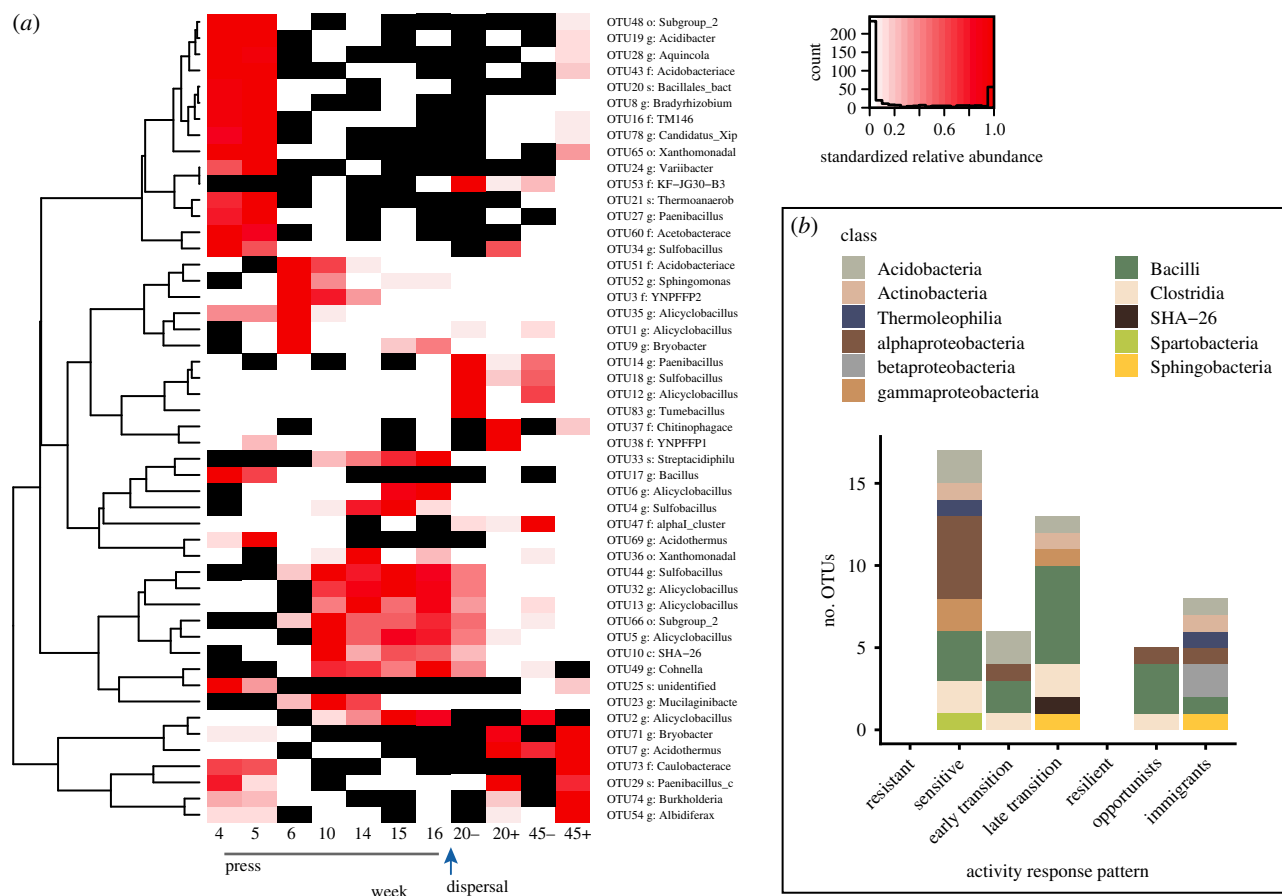 (a)
OTU48 o: Subgroup_2
OTU19 g: Acidibacter
OTU28 g: Aquincola
OTU43 f: Acidobacteriace
OTU20 s: Bacillales_bact
OTU8 g: Bradyrhizobium
OTU16 f: TM146
OTU78 g: Candidatus_Xip
OTU65 o: Xanthomonadal
OTU24 g: Variibacter
OTU53 f: KF−JG30−B3
OTU21 s: Thermoanaerob
OTU27 g: Paenibacillus
OTU60 f: Acetobacterace
OTU34 g: Sulfobacillus
OTU51 f: Acidobacteriace
OTU52 g: Sphingomonas
OTU3 f: YNPFFP2
OTU35 g: Alicyclobacillus
OTU1 g: Alicyclobacillus
OTU9 g: Bryobacter
OTU14 g: Paenibacillus
OTU18 g: Sulfobacillus
OTU12 g: Alicyclobacillus
OTU83 g: Tumebacillus
OTU37 f: Chitinophagace
OTU38 f: YNPFFP1
OTU33 s: Streptacidiphilu
OTU17 g: Bacillus
OTU6 g: Alicyclobacillus
OTU4 g: Sulfobacillus
OTU47 f: alphaI_cluster
OTU69 g: Acidothermus
OTU36 o: Xanthomonadal
OTU44 g: Sulfobacillus
OTU32 g: Alicyclobacillus
OTU13 g: Alicyclobacillus
OTU66 o: Subgroup_2
OTU5 g: Alicyclobacillus
OTU10 c: SHA−26
OTU49 g: Cohnella
OTU25 s: unidentified
OTU23 g: Mucilaginibacte
OTU2 g: Alicyclobacillus
OTU71 g: Bryobacter
OTU7 g: Acidothermus
OTU73 f: Caulobacterace
OTU29 s: Paenibacillus_c
OTU74 g: Burkholderia
OTU54 g: Albidiferax
4 5 6 10 14 15 16 20− 20+ 45− 45+
press
week
dispersal
count
200
150
100
50
0
0 0.2 0.6 1.0
standardized relative abundance
(b)
class
Acidobacteria
Actinobacteria
Thermoleophilia
alphaproteobacteria
betaproteobacteria
gammaproteobacteria
Bacilli
Clostridia
SHA−26
Spartobacteria
Sphingobacteria
no. OTUs
15
10
5
0
resistant
sensitive
early transition
late transition
resilient
opportunists
immigrants
activity response pattern